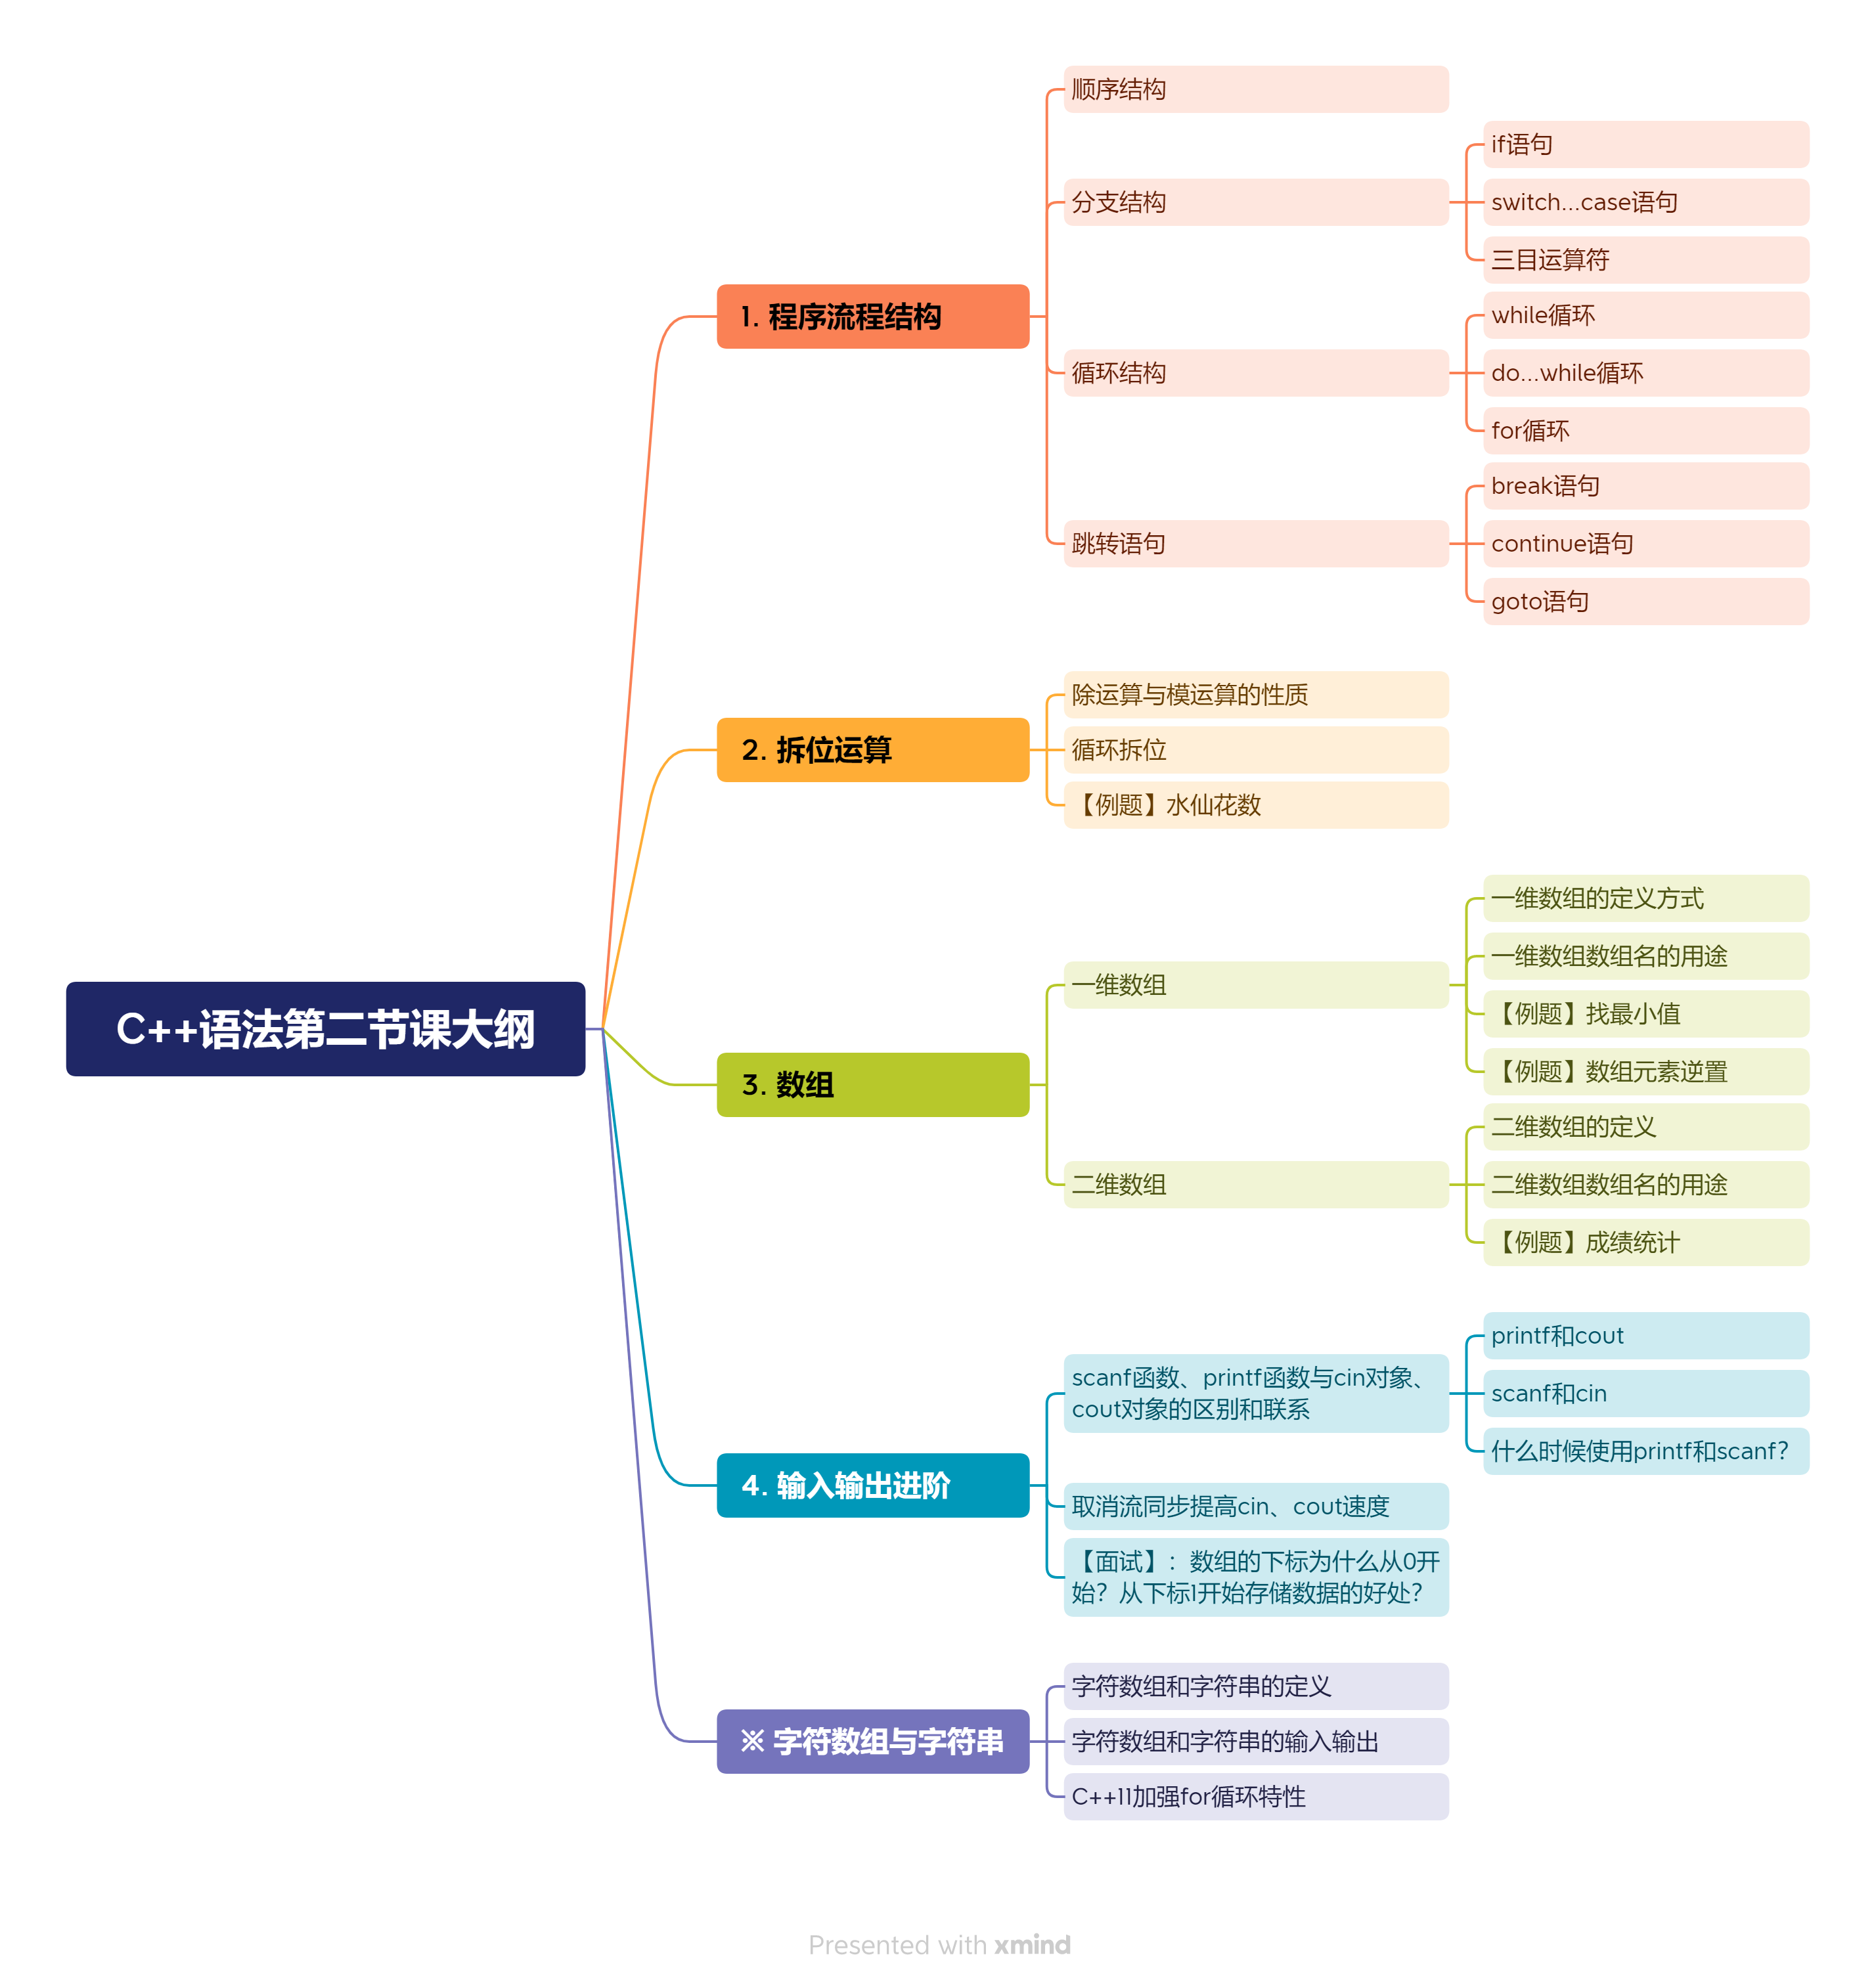 C++语法第二节课大纲
1. 程序流程结构
顺序结构
分支结构
if语句
switch...case语句
三目运算符
循环结构
while循环
do...while循环
for循环
跳转语句
break语句
continue语句
goto语句
2. 拆位运算
除运算与模运算的性质
循环拆位
【例题】水仙花数
3. 数组
一维数组
一维数组的定义方式
一维数组数组名的用途
【例题】找最小值
【例题】数组元素逆置
二维数组
二维数组的定义
二维数组数组名的用途
【例题】成绩统计
4. 输入输出进阶
scanf函数、printf函数与cin对象、
cout对象的区别和联系
printf和cout
scanf和cin
什么时候使用printf和scanf？
取消流同步提高cin、cout速度
【面试】：数组的下标为什么从0开
始？从下标1开始存储数据的好处？
※ 字符数组与字符串
字符数组和字符串的定义
字符数组和字符串的输入输出
C++11加强for循环特性
Presented with xmind